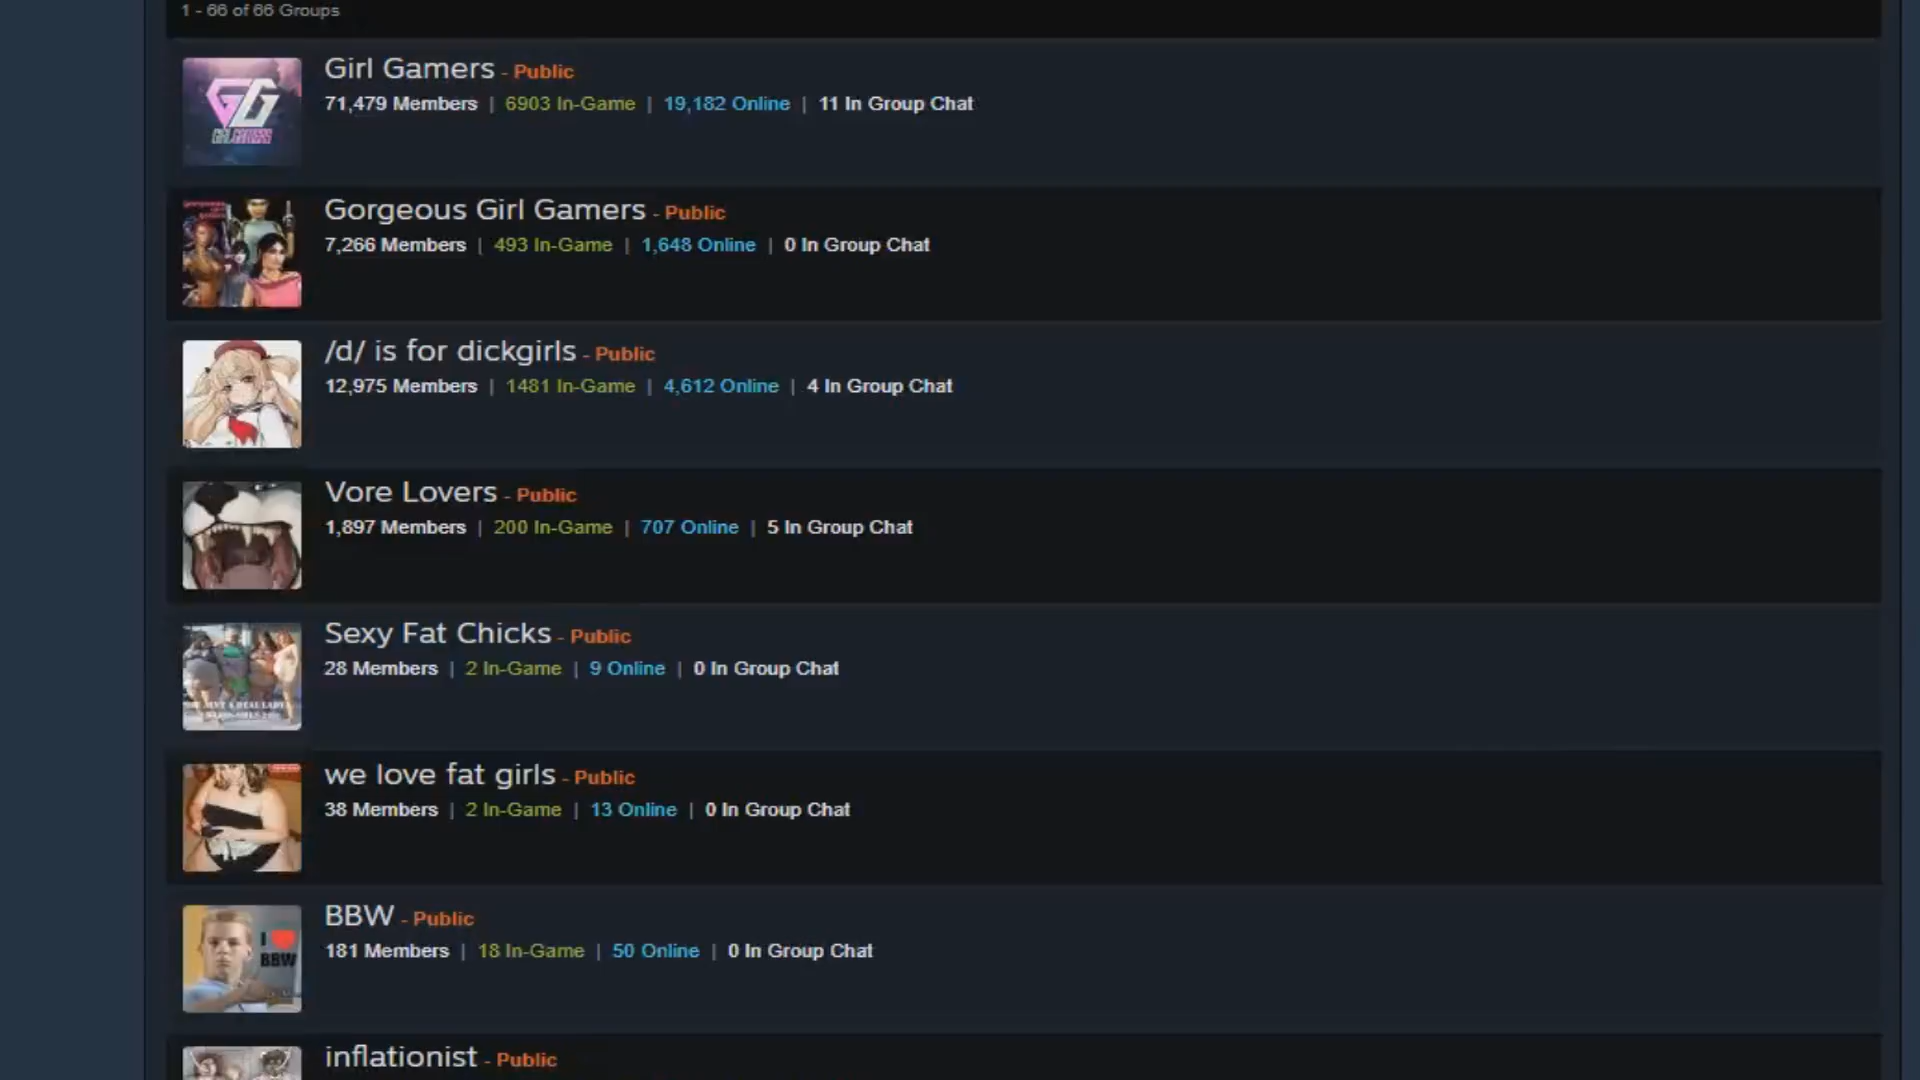 1 - 66 of 66 Groups
Girl Gamers - Public
71,479 Members | 6903 In-Game | 19,182 Online | 11 In Group Chat
Gorgeous Girl Gamers - Public
7,266 Members | 493 In-Game | 1,648 Online | 0 In Group Chat
/d/ is for dickgirls - Public
12,975 Members | 1481 In-Game | 4,612 Online | 4 In Group Chat
Vore Lovers - Public
1,897 Members | 200 In-Game | 707 Online | 5 In Group Chat
Sexy Fat Chicks - Public
28 Members | 2 In-Game | 9 Online | 0 In Group Chat
we love fat girls - Public
38 Members | 2 In-Game | 13 Online | 0 In Group Chat
BBW - Public
181 Members | 18 In-Game | 50 Online | 0 In Group Chat
I
BBW
inflationist - Public